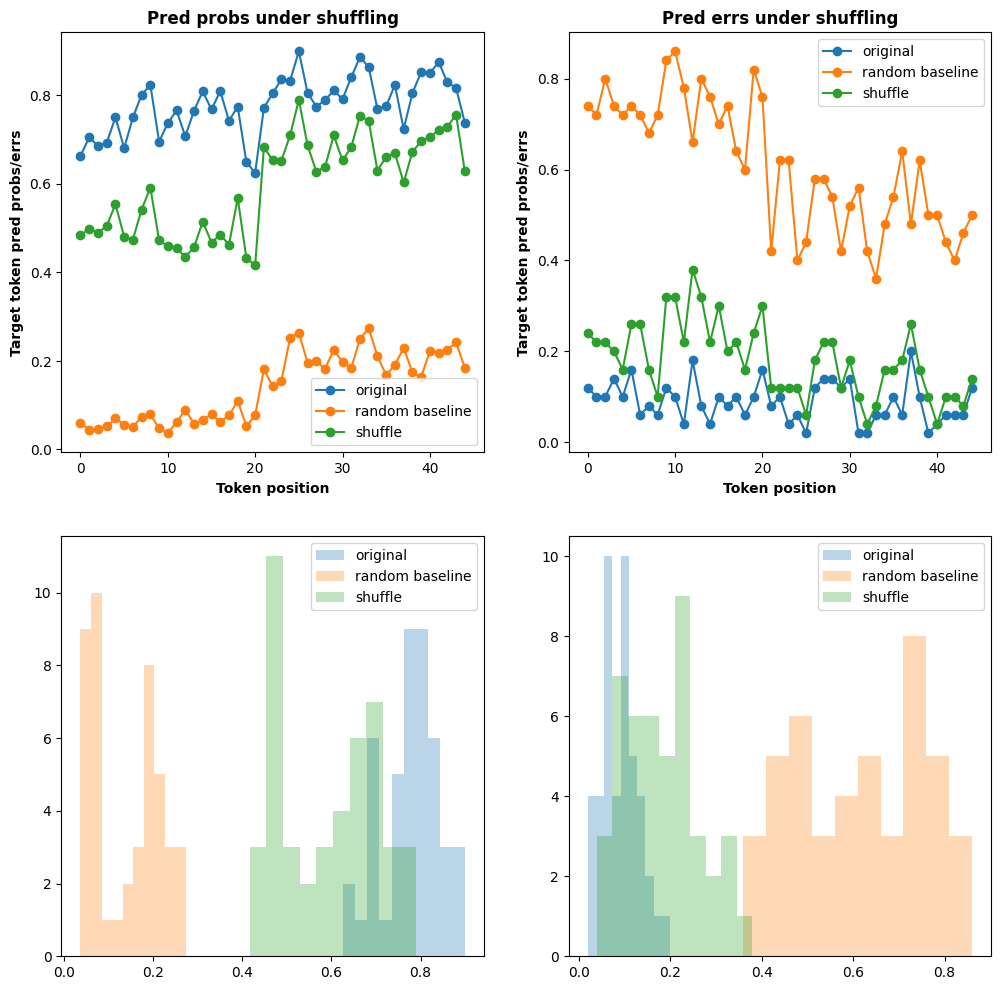 Pred probs under shuffling
Target token pred probs/errs
0.8
0.6
0.4
0.2
0.0
0 10 20 30 40
Token position
original
random baseline
shuffle
Pred errs under shuffling
Target token pred probs/errs
0.8
0.6
0.4
0.2
0.0
0 10 20 30 40
Token position
original
random baseline
shuffle
10
8
6
4
2
0
0.0 0.2 0.4 0.6 0.8
original
random baseline
shuffle
10
8
6
4
2
0
0.0 0.2 0.4 0.6 0.8
original
random baseline
shuffle